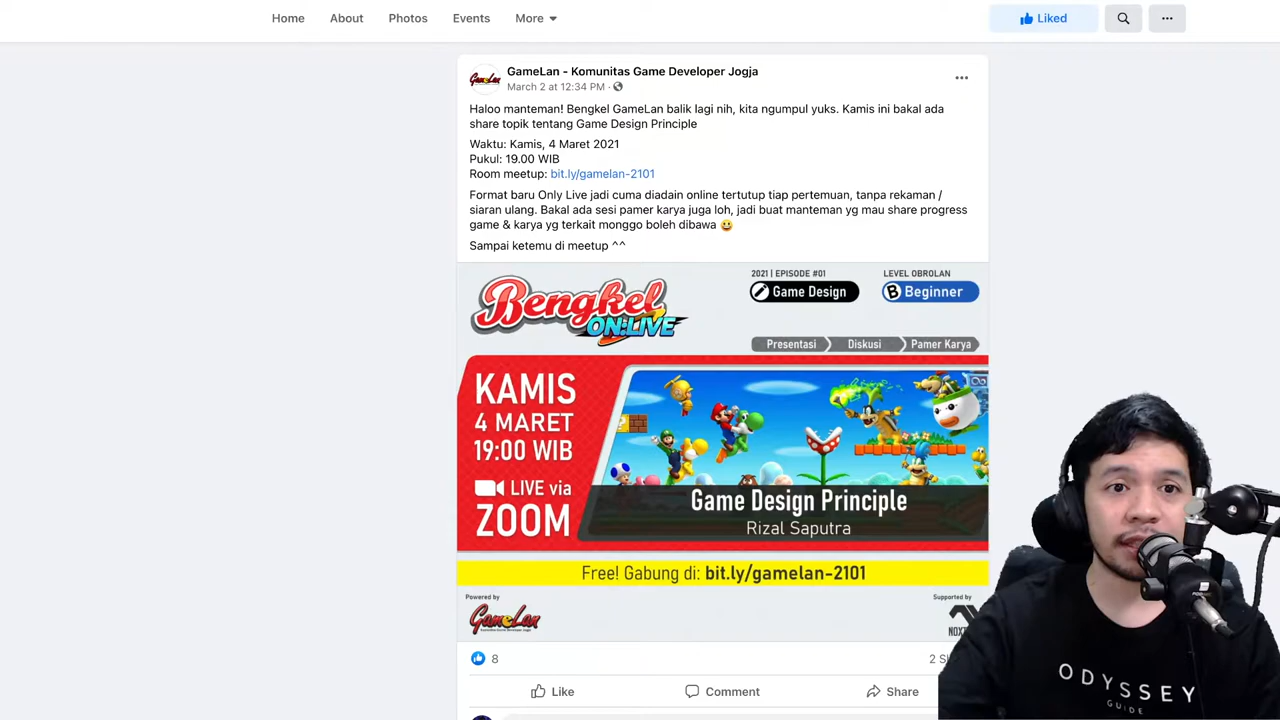 Home About Photos Events More
Liked
GameLan - Komunitas Game Developer Jogja
March 2 at 12:34 PM ·
Haloo manteman! Bengkel GameLan balik lagi nih, kita ngumpul yuks. Kamis ini bakal ada
share topik tentang Game Design Principle
Waktu: Kamis, 4 Maret 2021
Pukul: 19.00 WIB
Room meetup: bit.ly/gamelan-2101
Format baru Only Live jadi cuma diadain online tertutup tiap pertemuan, tanpa rekaman /
siaran ulang. Bakal ada sesi pamer karya juga loh, jadi buat manteman yg mau share progress
game & karya yg terkait monggo boleh dibawa 😀
Sampai ketemu di meetup ^^
Bengkel
ON:LIVE
2021 | EPISODE #01
Game Design
LEVEL OBROLAN
B Beginner
Presentasi Diskusi Pamer Karya
KAMIS
4 MARET
19:00 WIB
LIVE via
ZOOM
Game Design Principle
Rizal Saputra
Free! Gabung di: bit.ly/gamelan-2101
Powered by
GameLan
Komunitas Game Developer Jogja
Supported by
8
2
Like Comment Share
ODYSSEY
GUIDE